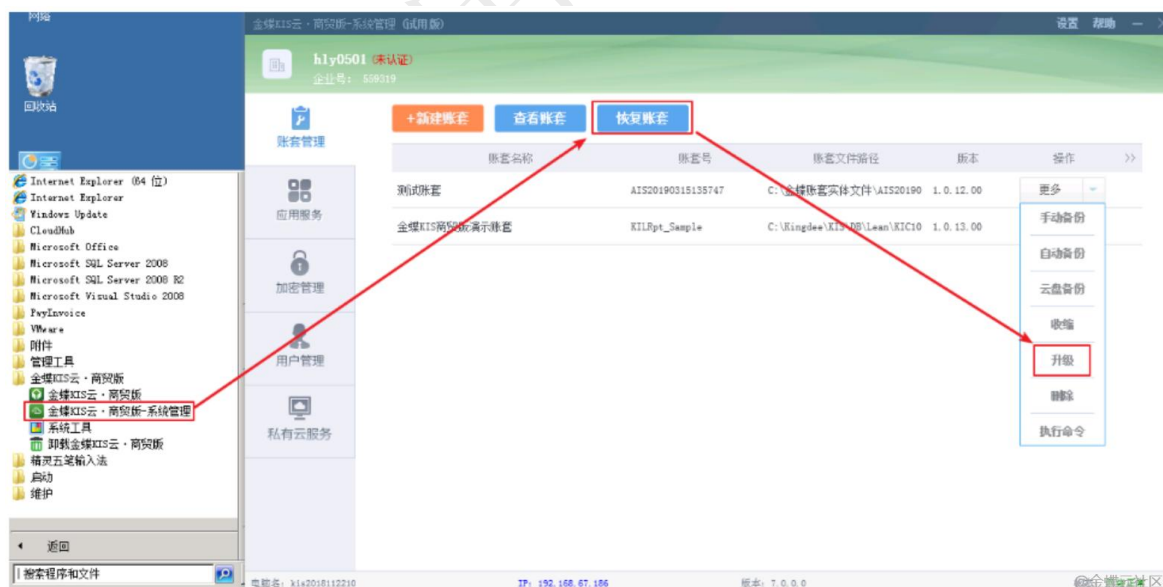 网络
回收站
Internet Explorer (64 位)
Internet Explorer
Windows Update
CloudHub
Microsoft Office
Microsoft SQL Server 2008
Microsoft SQL Server 2008 R2
Microsoft Visual Studio 2008
PwyInvoice
VMware
附件
管理工具
金蝶KIS云·商贸版
金蝶KIS云·商贸版
金蝶KIS云·商贸版-系统管理
系统工具
卸载金蝶KIS云·商贸版
精灵五笔输入法
启动
维护
返回
搜索程序和文件
金蝶KIS云·商贸版-系统管理 (试用版)
设置 帮助
hly0501 (未认证)
企业号: 539319
账套管理
应用服务
加密管理
用户管理
私有云服务
+新建账套 查看账套 恢复账套
账套名称 账套号 账套文件路径 版本 操作 >>
测试账套 AIS20190315135747 C:\金蝶账套实体文件\AIS20190 1.0.12.00 更多
金蝶KIS商贸版演示账套 KILRpt_Sample C:\Kingdee\KIS DB\Lean\KIC10 1.0.13.00
手动备份
自动备份
云盘备份
收缩
升级
删除
执行命令
电脑名: kis2018112210 IP: 192.168.67.186 版本: 7.0.0.0
@金蝶云社区